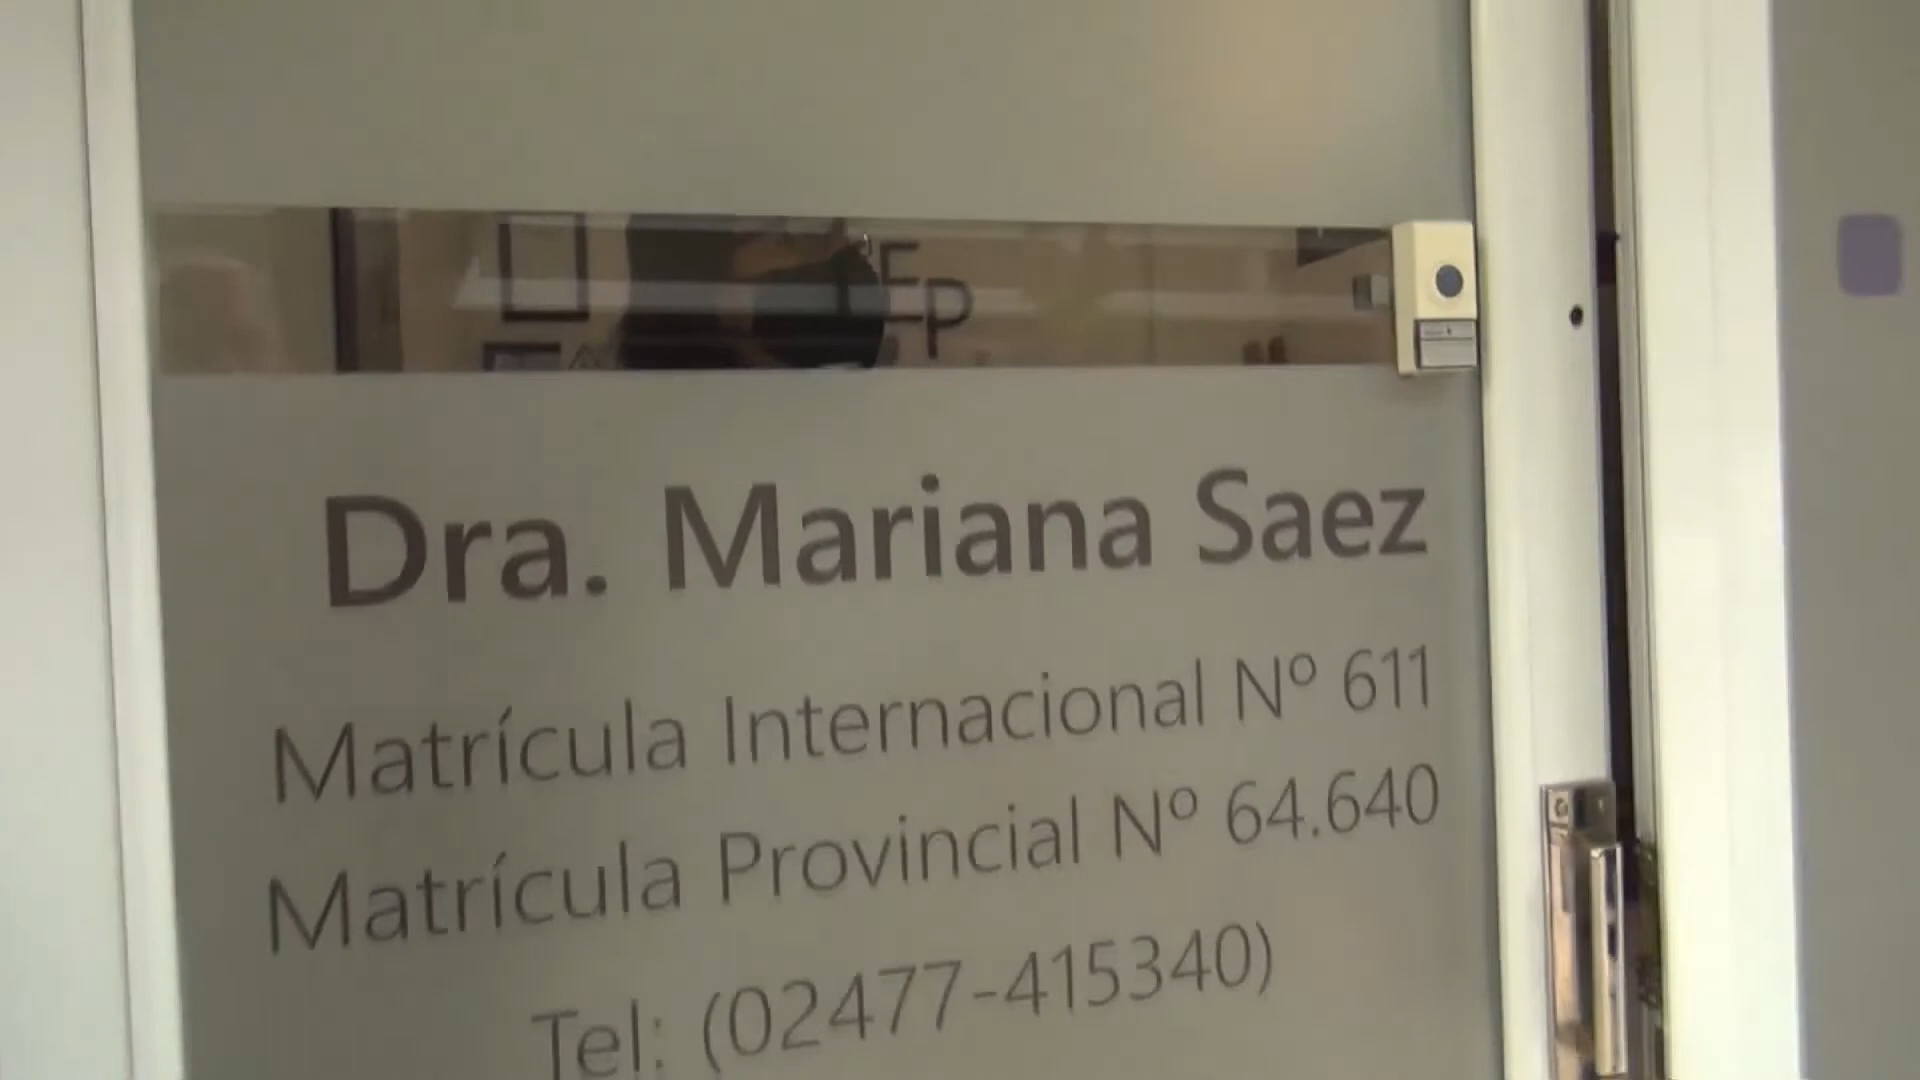 E
P
Dra. Mariana Saez
Matrícula Internacional Nº 611
Matrícula Provincial Nº 64.640
Tel: (02477-415340)